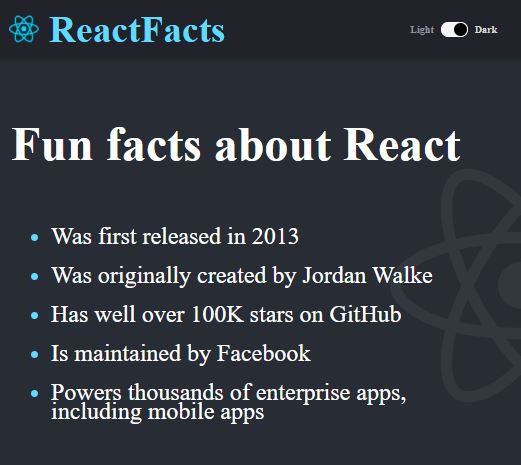 ReactFacts
Light Dark
Fun facts about React
Was first released in 2013
Was originally created by Jordan Walke
Has well over 100K stars on GitHub
Is maintained by Facebook
Powers thousands of enterprise apps,
including mobile apps